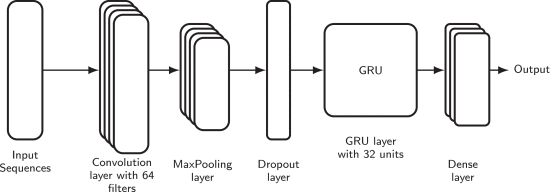 GRU
Output
Input
Sequences
Convolution
layer with 64
filters
MaxPooling
layer
Dropout
layer
GRU layer
with 32 units
Dense
layer